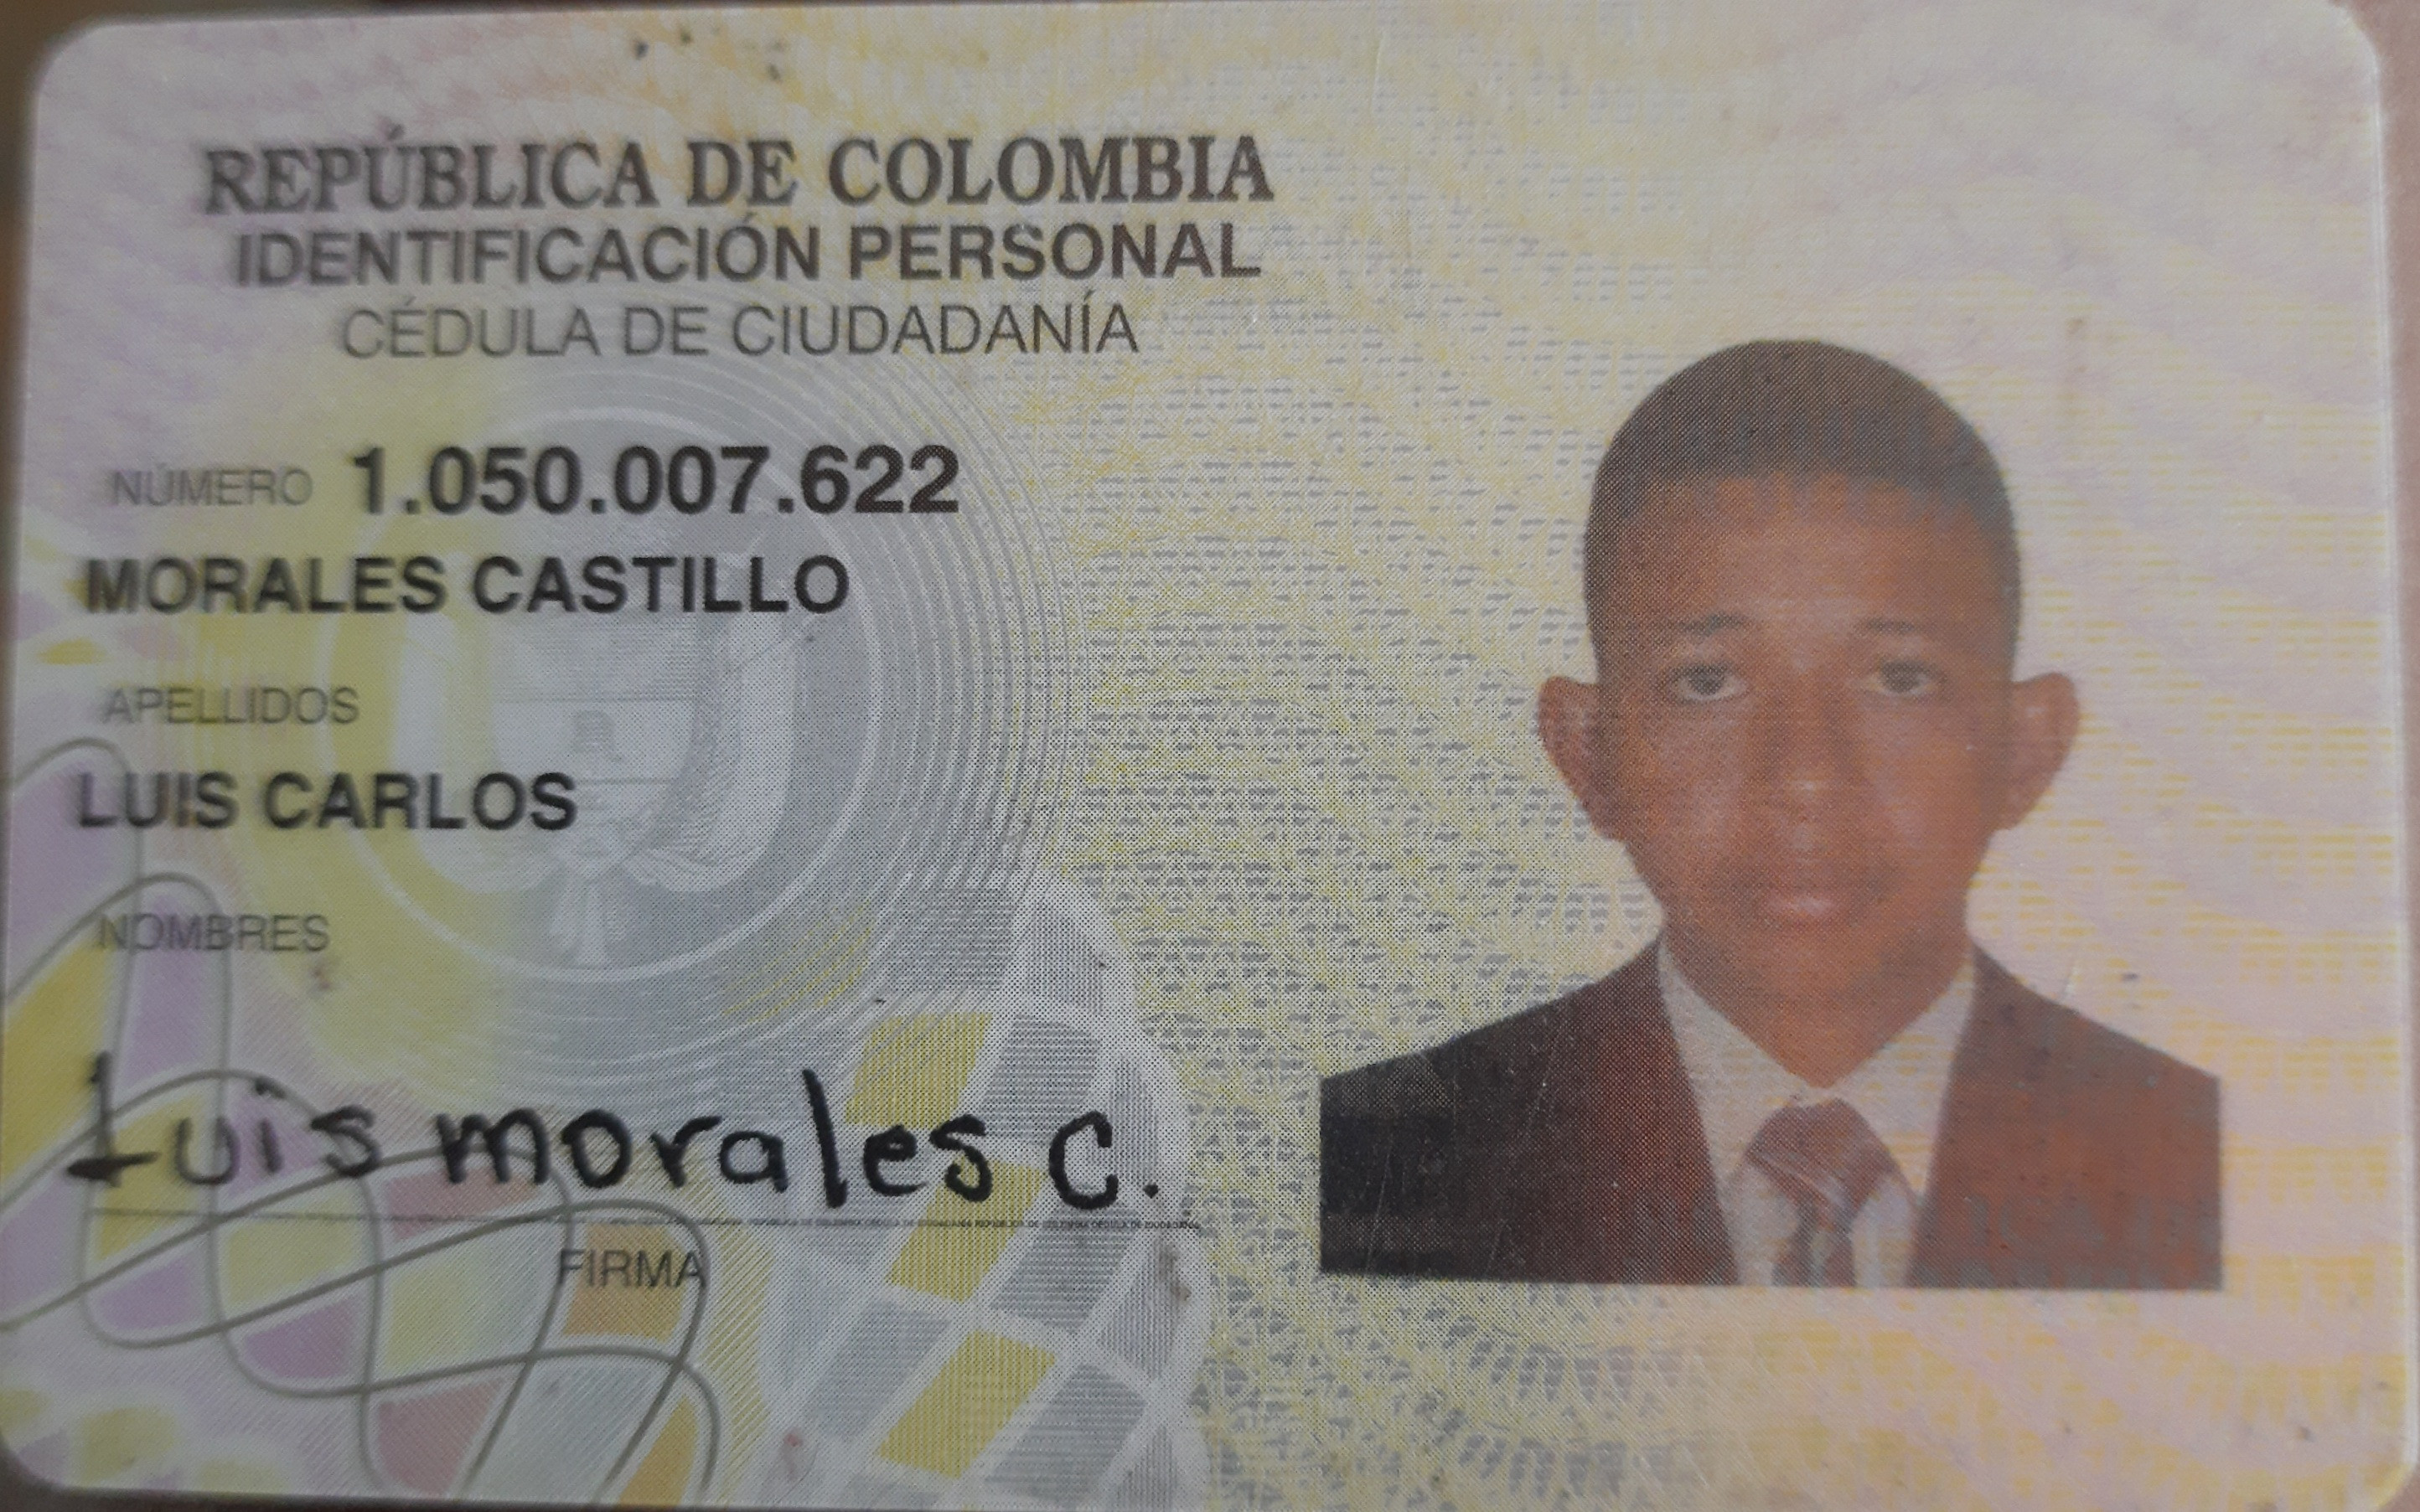 REPÚBLICA DE COLOMBIA
IDENTIFICACIÓN PERSONAL
CÉDULA DE CIUDADANÍA
NÚMERO 1.050.007.622
MORALES CASTILLO
APELLIDOS
LUIS CARLOS
NOMBRES
Luis morales c.
FIRMA